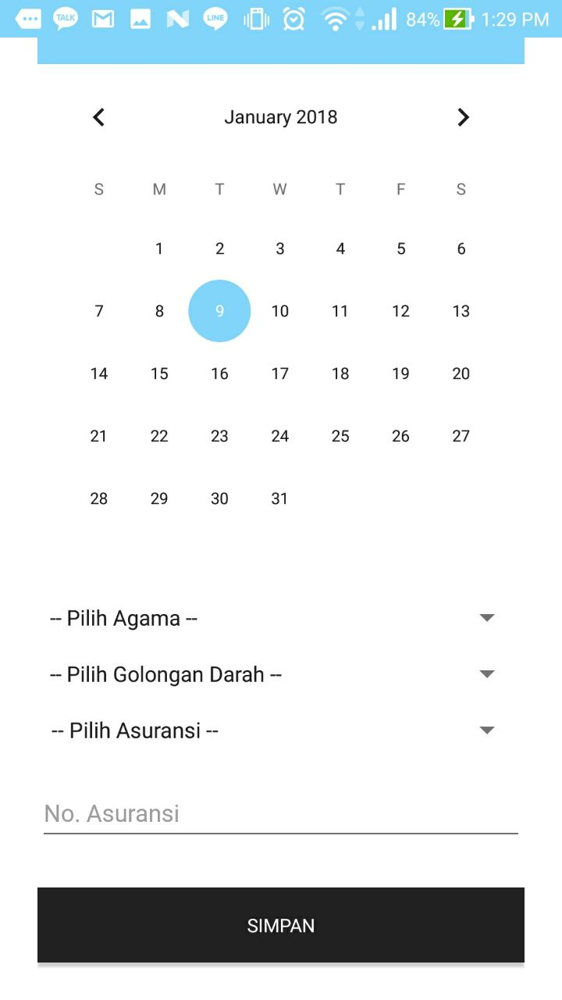 TALK LINE 84% 1:29 PM
January 2018
S M T W T F S
1 2 3 4 5 6
7 8 9 10 11 12 13
14 15 16 17 18 19 20
21 22 23 24 25 26 27
28 29 30 31
-- Pilih Agama --
-- Pilih Golongan Darah --
-- Pilih Asuransi --
No. Asuransi
SIMPAN